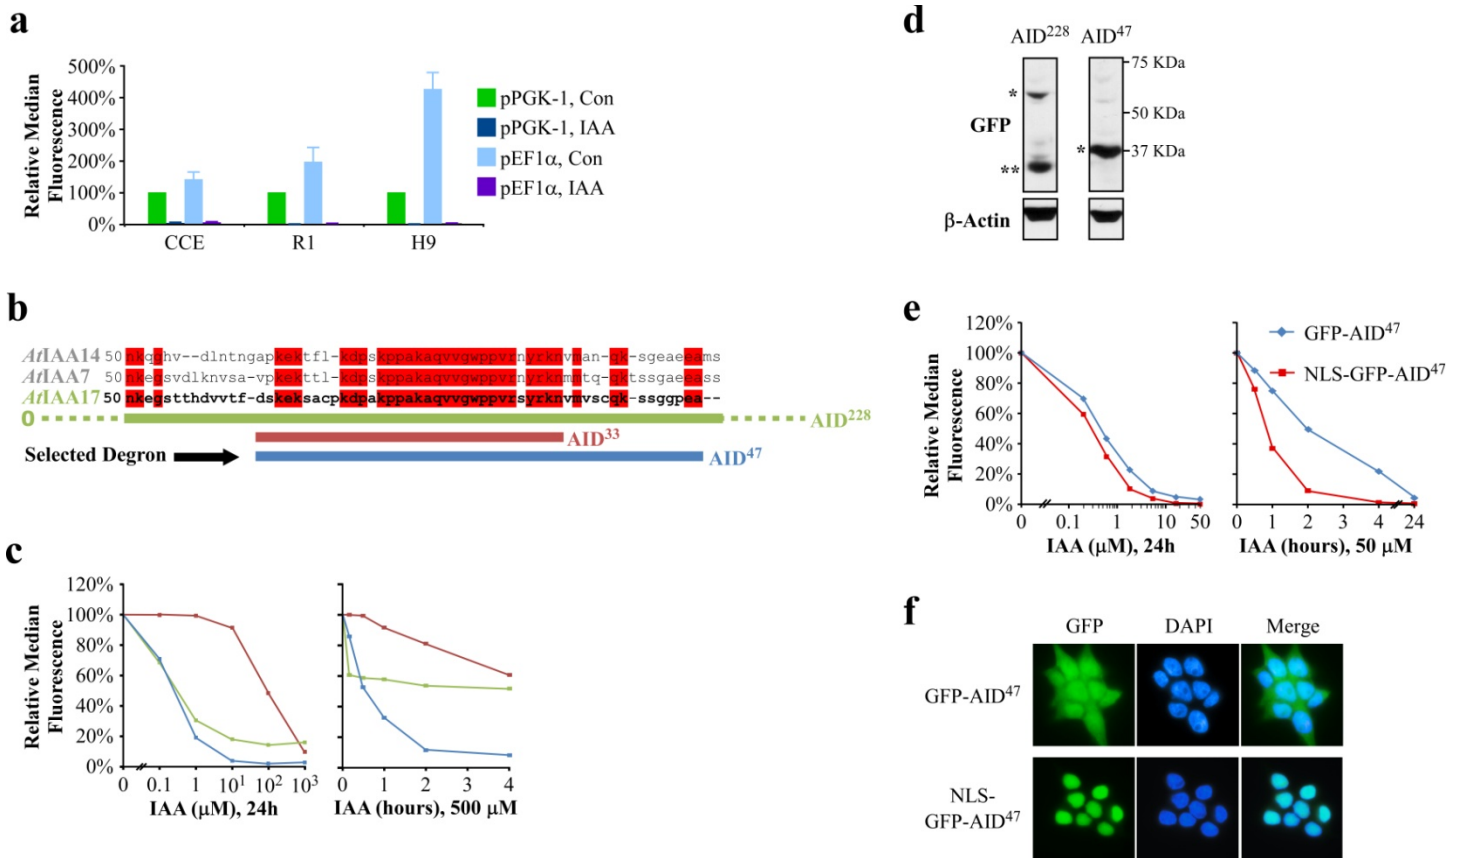 a
500%
400%
300%
200%
100%
0%
Relative Median
Fluorescence
CCE
R1
H9
pPGK-1, Con
pPGK-1, IAA
pEF1α, Con
pEF1α, IAA
b
AtIAA14 50 nkqghv--dlntngapkektfl-kdpskppakaqvvgwppvrnyrknvman-qk-sgeaeeams
AtIAA7 50 nkegsvdlknvsa-vpkekttl-kdpskppakaqvvgwppvrnyrknmmtq-qktssgaeeass
AtIAA17 50 nkegsttthdvvtf-dskeksacpkdpakppakaqvvgwppvrsyrknvmvscqk-ssggpea--
0
AID228
AID33
Selected Degron
AID47
c
120%
100%
80%
60%
40%
20%
0%
Relative Median
Fluorescence
0 0.1 1 10¹ 10² 10³
IAA (µM), 24h
0 1 2 3 4
IAA (hours), 500 µM
d
AID228 AID47
GFP
*
**
*
75 KDa
50 KDa
37 KDa
β-Actin
e
120%
100%
80%
60%
40%
20%
0%
Relative Median
Fluorescence
0 0.1 1 10 50
IAA (µM), 24h
0 1 2 3 4 24
IAA (hours), 50 µM
GFP-AID47
NLS-GFP-AID47
f
GFP DAPI Merge
GFP-AID47
NLS-
GFP-AID47